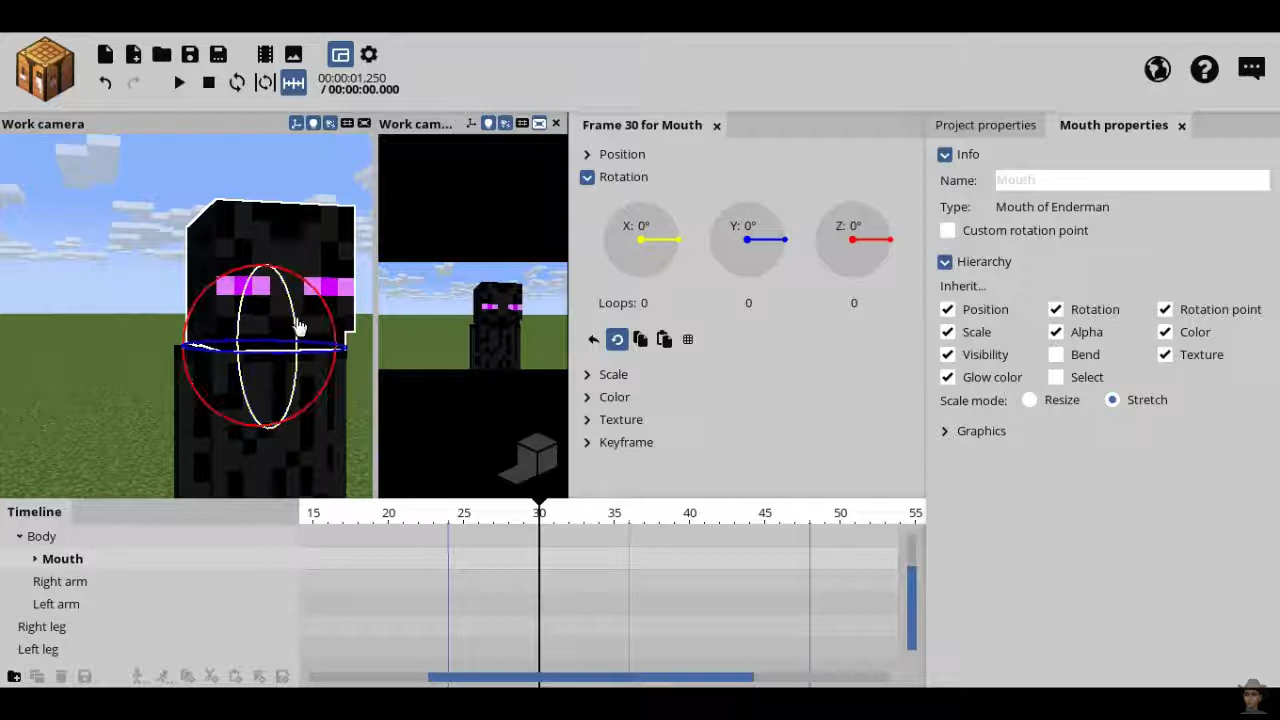 00:00:01.250
/ 00:00:00.000
Work camera
Work cam...
Frame 30 for Mouth
Project properties
Mouth properties
Position
Rotation
X: 0°
Y: 0°
Z: 0°
Loops: 0
0
0
Scale
Color
Texture
Keyframe
Info
Name: Mouth
Type: Mouth of Enderman
Custom rotation point
Hierarchy
Inherit...
Position Rotation Rotation point
Scale Alpha Color
Visibility Bend Texture
Glow color Select
Scale mode: Resize Stretch
Graphics
Timeline
15 20 25 30 35 40 45 50 55
Body
Mouth
Right arm
Left arm
Right leg
Left leg